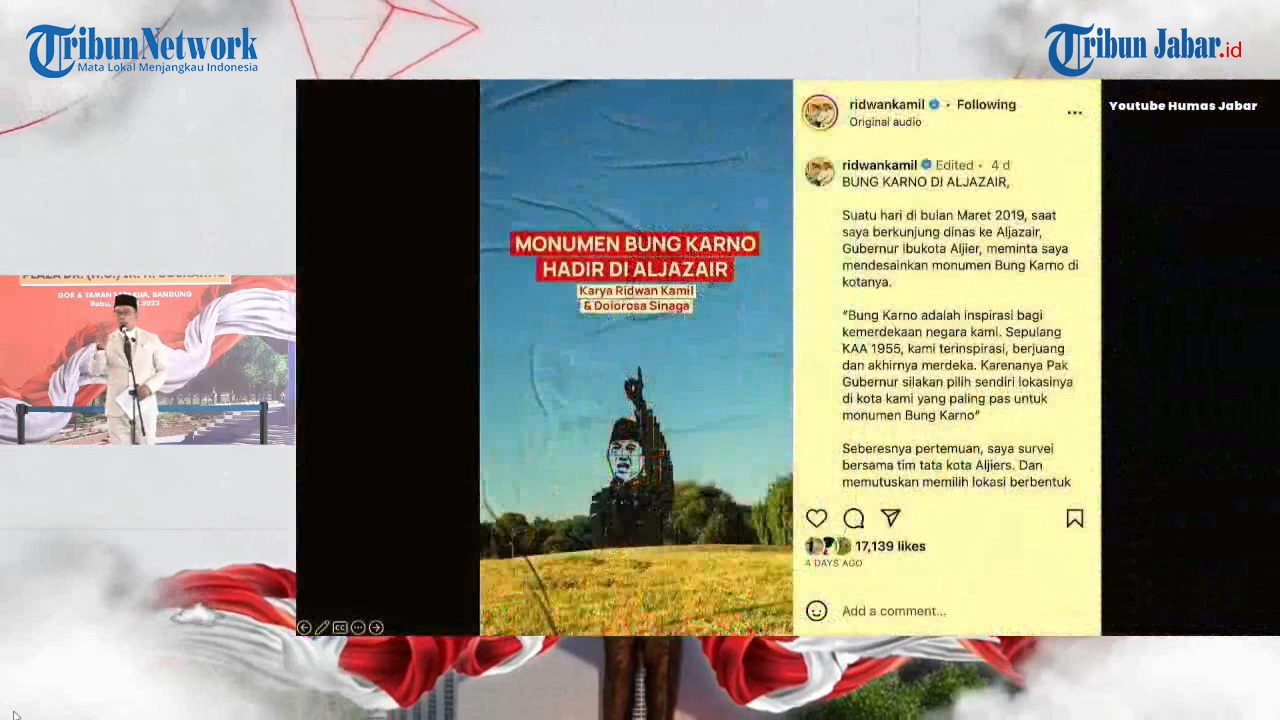 TribunNetwork
Mata Lokal Menjangkau Indonesia
Tribun Jabar.id
Youtube Humas Jabar
PLAZA DR. (H.C.) IR. H. SOEKARNO
GOR & TAMAN SAPARUA, BANDUNG
MONUMEN BUNG KARNO
HADIR DI ALJAZAIR
Karya Ridwan Kamil
& Dolorosa Sinaga
ridwankamil • Following
Original audio
ridwankamil Edited • 4 d
BUNG KARNO DI ALJAZAIR,
Suatu hari di bulan Maret 2019, saat
saya berkunjung dinas ke Aljazair,
Gubernur ibukota Aljier, meminta saya
mendesainkan monumen Bung Karno di
kotanya.
“Bung Karno adalah inspirasi bagi
kemerdekaan negara kami. Sepulang
KAA 1955, kami terinspirasi, berjuang
dan akhirnya merdeka. Karenanya Pak
Gubernur silakan pilih sendiri lokasinya
di kota kami yang paling pas untuk
monumen Bung Karno”
Seberesnya pertemuan, saya survei
bersama tim tata kota Aljiers. Dan
memutuskan memilih lokasi berbentuk
17,139 likes
4 DAYS AGO
Add a comment...
CC